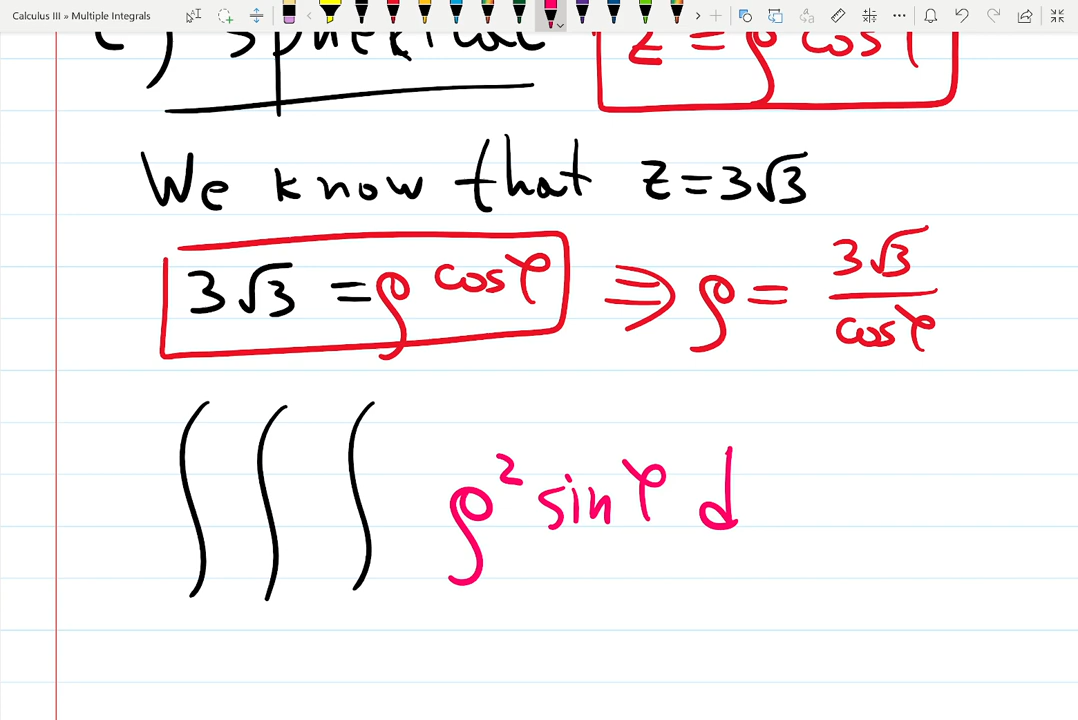 Calculus III » Multiple Integrals
c) spherical z = ρ cos φ
We know that z = 3√3
3√3 = ρ cos φ ⇒ ρ = 3√3 / cos φ
∫ ∫ ∫ ρ² sin φ d